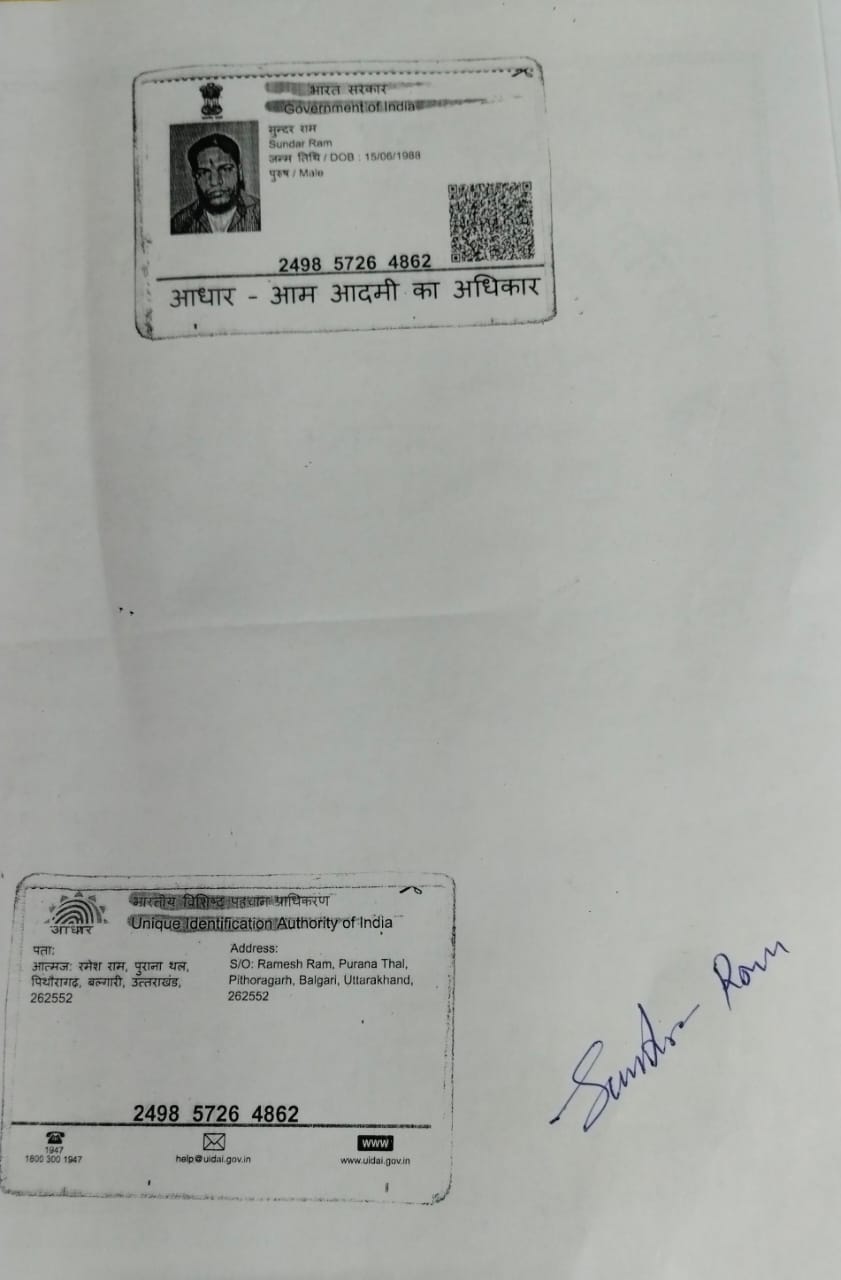 भारत सरकार
Government of India
सुन्दर राम
Sundar Ram
जन्म तिथि / DOB : 15/06/1988
पुरुष / Male
2498 5726 4862
आधार - आम आदमी का अधिकार
भारतीय विशिष्ट पहचान प्राधिकरण
Unique Identification Authority of India
आधार
पता:
आत्मज: रमेश राम, पुराना थल,
पिथौरागढ़, बल्गारी, उत्तराखंड,
262552
Address:
S/O: Ramesh Ram, Purana Thal,
Pithoragarh, Balgari, Uttarakhand,
262552
2498 5726 4862
1947
1800 300 1947
help@uidai.gov.in
WWW
www.uidai.gov.in
Ram